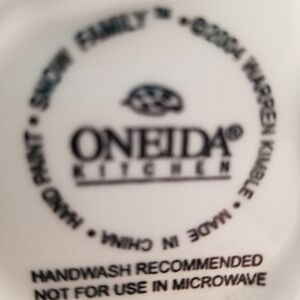 HAND PAINT • SNOW FAMILY™ • ©2004 WARREN KIMBLE • MADE IN CHINA •
ONEIDA®
KITCHEN
HANDWASH RECOMMENDED
NOT FOR USE IN MICROWAVE